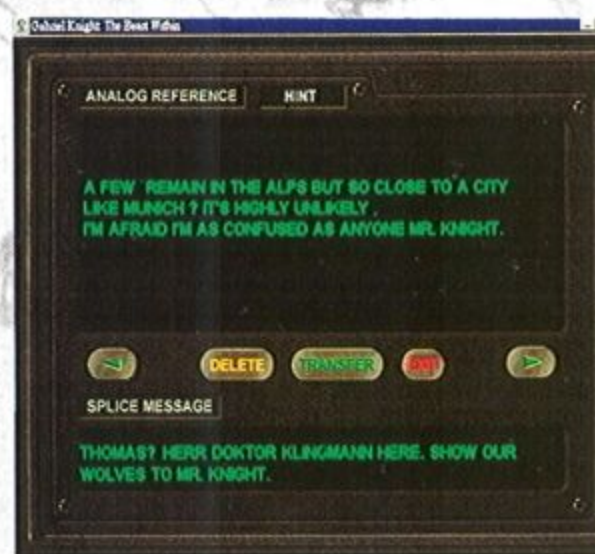 Gabriel Knight: The Beast Within
ANALOG REFERENCE HINT
A FEW REMAIN IN THE ALPS BUT SO CLOSE TO A CITY
LIKE MUNICH ? IT'S HIGHLY UNLIKELY .
I'M AFRAID I'M AS CONFUSED AS ANYONE MR. KNIGHT.
DELETE TRANSFER EXIT
SPLICE MESSAGE
THOMAS? HERR DOKTOR KLINGMANN HERE. SHOW OUR
WOLVES TO MR. KNIGHT.